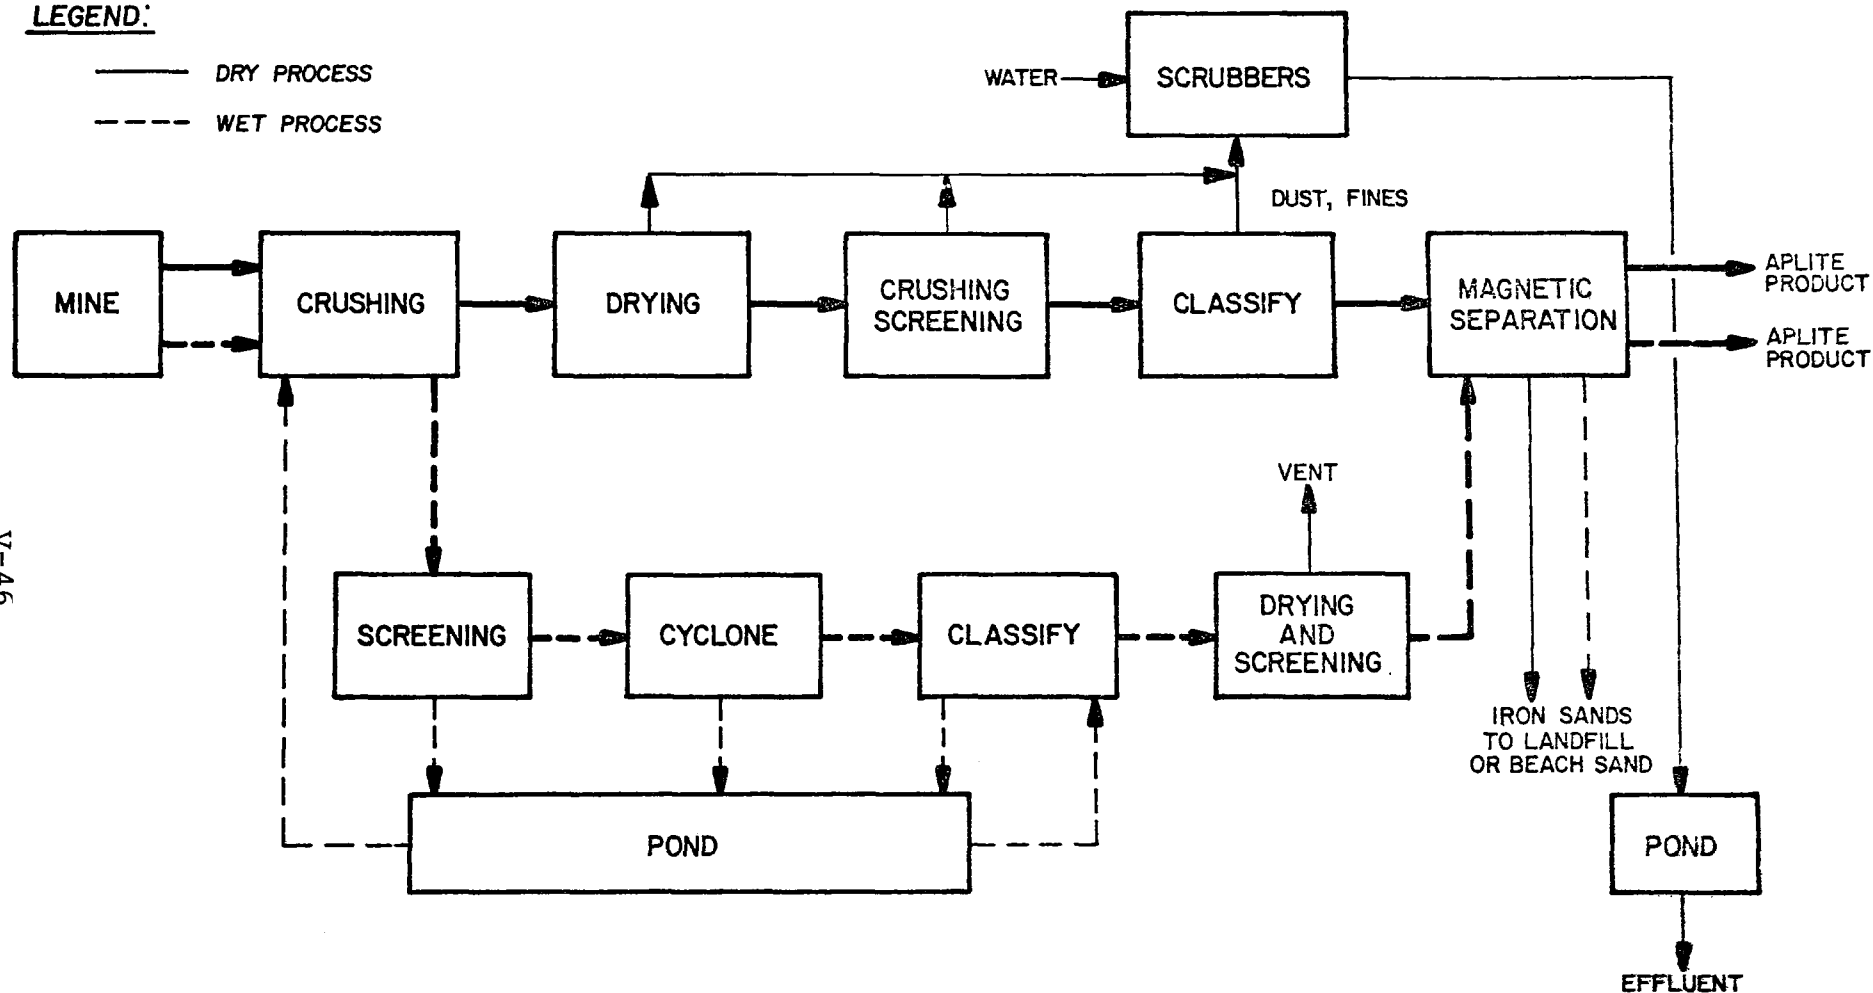 LEGEND:
DRY PROCESS
WET PROCESS
WATER
SCRUBBERS
DUST, FINES
MINE
CRUSHING
DRYING
CRUSHING
SCREENING
CLASSIFY
MAGNETIC
SEPARATION
APLITE
PRODUCT
APLITE
PRODUCT
VENT
SCREENING
CYCLONE
CLASSIFY
DRYING
AND
SCREENING
IRON SANDS
TO LANDFILL
OR BEACH SAND
POND
POND
EFFLUENT
V-46